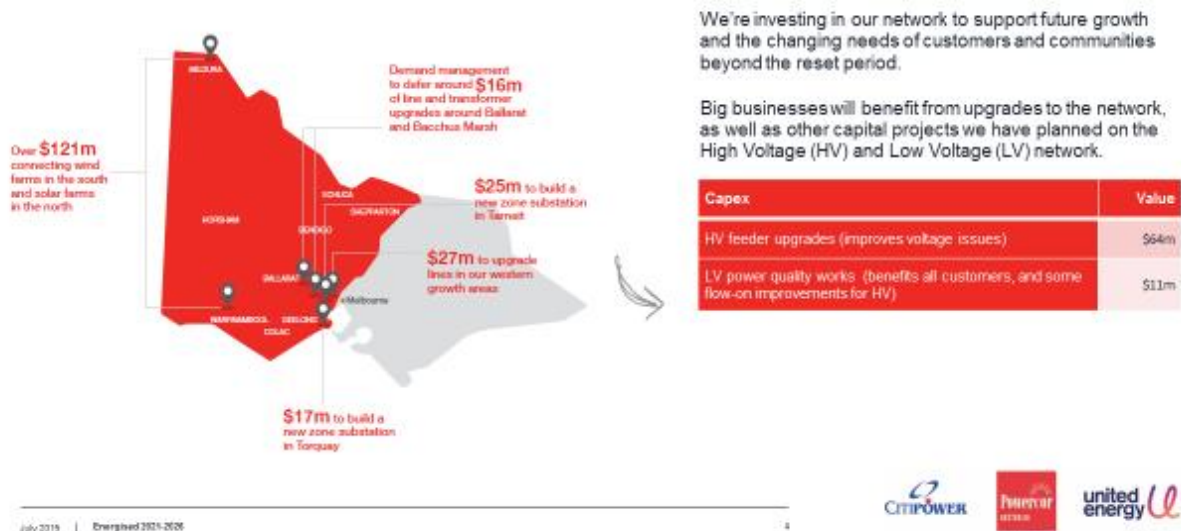 We're investing in our network to support future growth
and the changing needs of customers and communities
beyond the reset period.
Big businesses will benefit from upgrades to the network,
as well as other capital projects we have planned on the
High Voltage (HV) and Low Voltage (LV) network.
Capex Value
HV feeder upgrades (improves voltage issues) $64m
LV power quality works (benefits all customers, and some
flow-on improvements for HV) $11m
MILDURA
Demand management
to defer around $16m
of line and transformer
upgrades around Ballarat
and Bacchus Marsh
Over $121m
connecting wind
farms in the south
and solar farms
in the north
ECHUCA
SHEPPARTON
HORSHAM
BENDIGO
$25m to build a
new zone substation
in Tarneit
BALLARAT
$27m to upgrade
lines in our western
growth areas
Melbourne
WARRNAMBOOL
GEELONG
COLAC
$17m to build a
new zone substation
in Torquay
CITIPOWER
Powercor
AUSTRALIA
united
energy
July 2019 | Energised 2021-2026